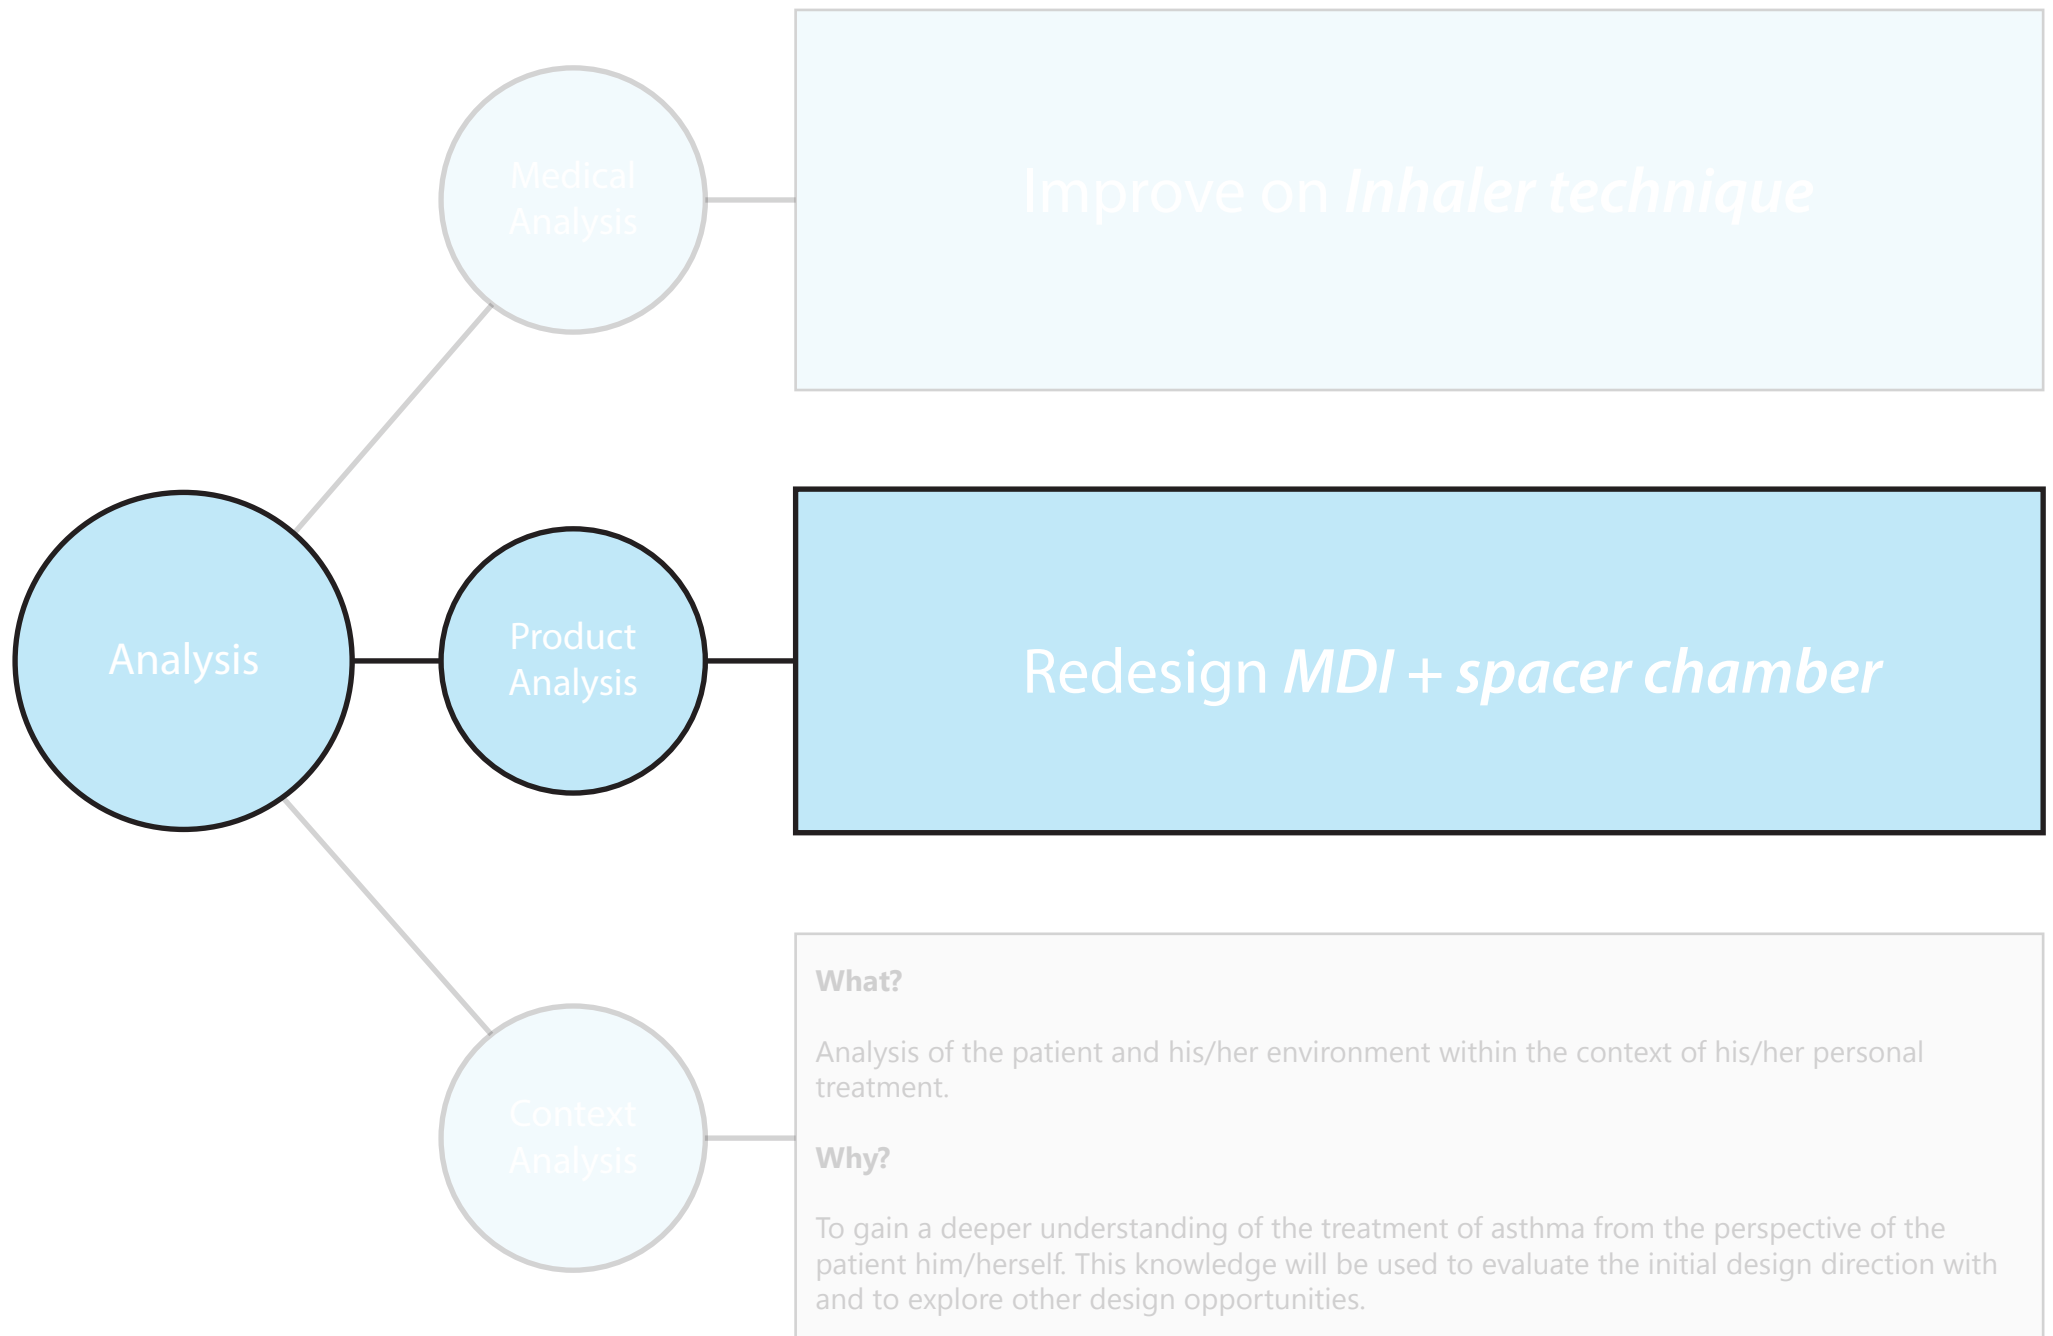 Medical
Analysis
Improve on Inhaler technique
Analysis
Product
Analysis
Redesign MDI + spacer chamber
Context
Analysis
What?
Analysis of the patient and his/her environment within the context of his/her personal
treatment.
Why?
To gain a deeper understanding of the treatment of asthma from the perspective of the
patient him/herself. This knowledge will be used to evaluate the initial design direction with
and to explore other design opportunities.